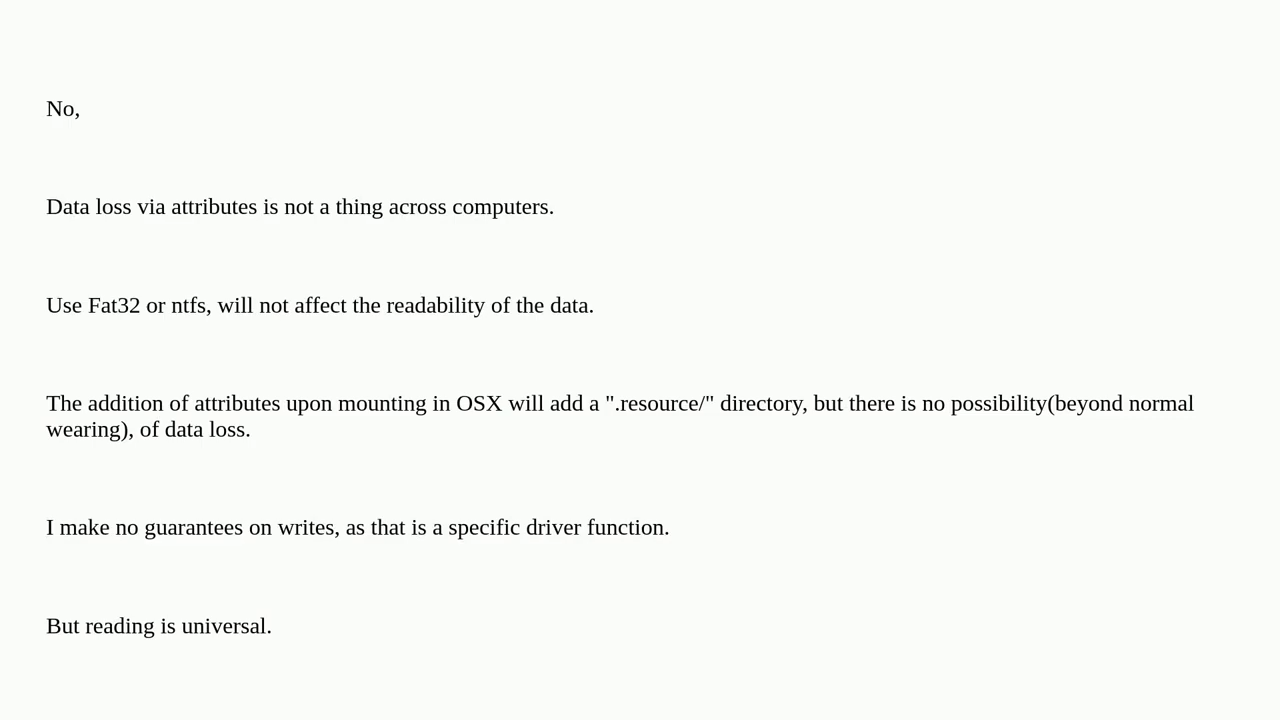 No,
Data loss via attributes is not a thing across computers.
Use Fat32 or ntfs, will not affect the readability of the data.
The addition of attributes upon mounting in OSX will add a ".resource/" directory, but there is no possibility(beyond normal
wearing), of data loss.
I make no guarantees on writes, as that is a specific driver function.
But reading is universal.